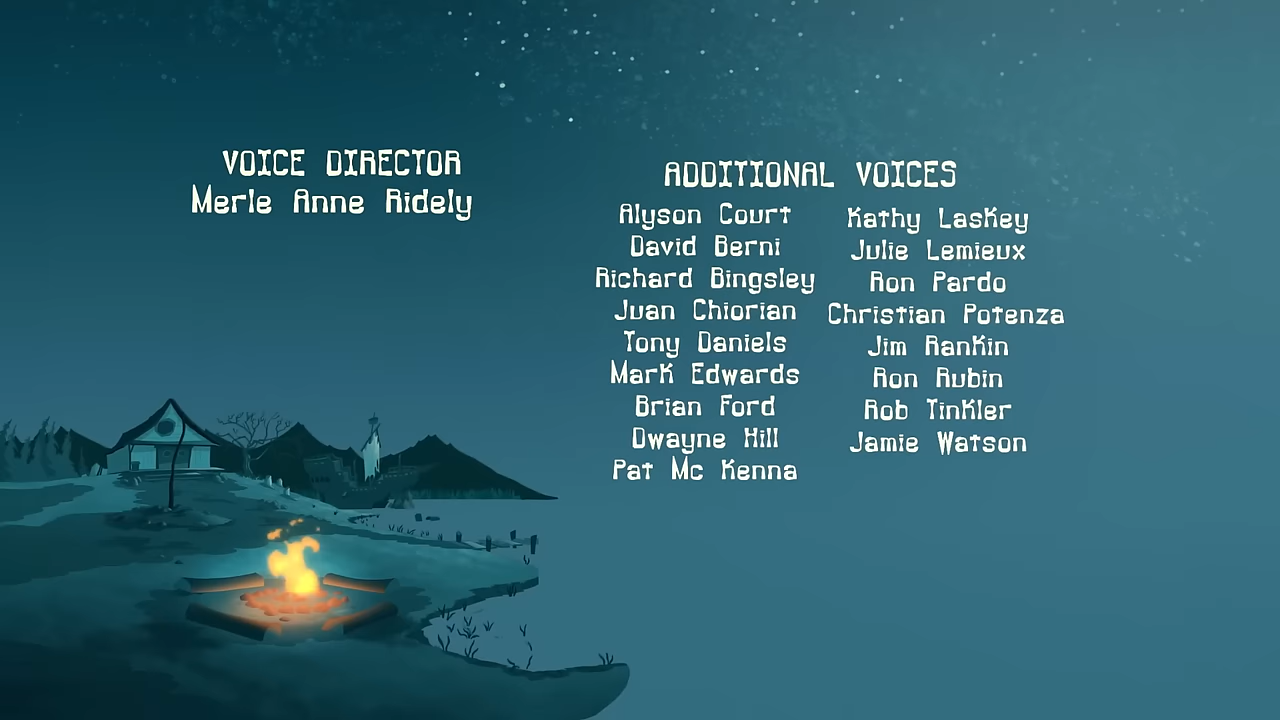 VOICE DIRECTOR
Merle Anne Ridely
ADDITIONAL VOICES
Alyson Court
David Berni
Richard Bingsley
Juan Chiorian
Tony Daniels
Mark Edwards
Brian Ford
Dwayne Hill
Pat Mc Kenna
Kathy Laskey
Julie Lemieux
Ron Pardo
Christian Potenza
Jim Rankin
Ron Rubin
Rob Tinkler
Jamie Watson